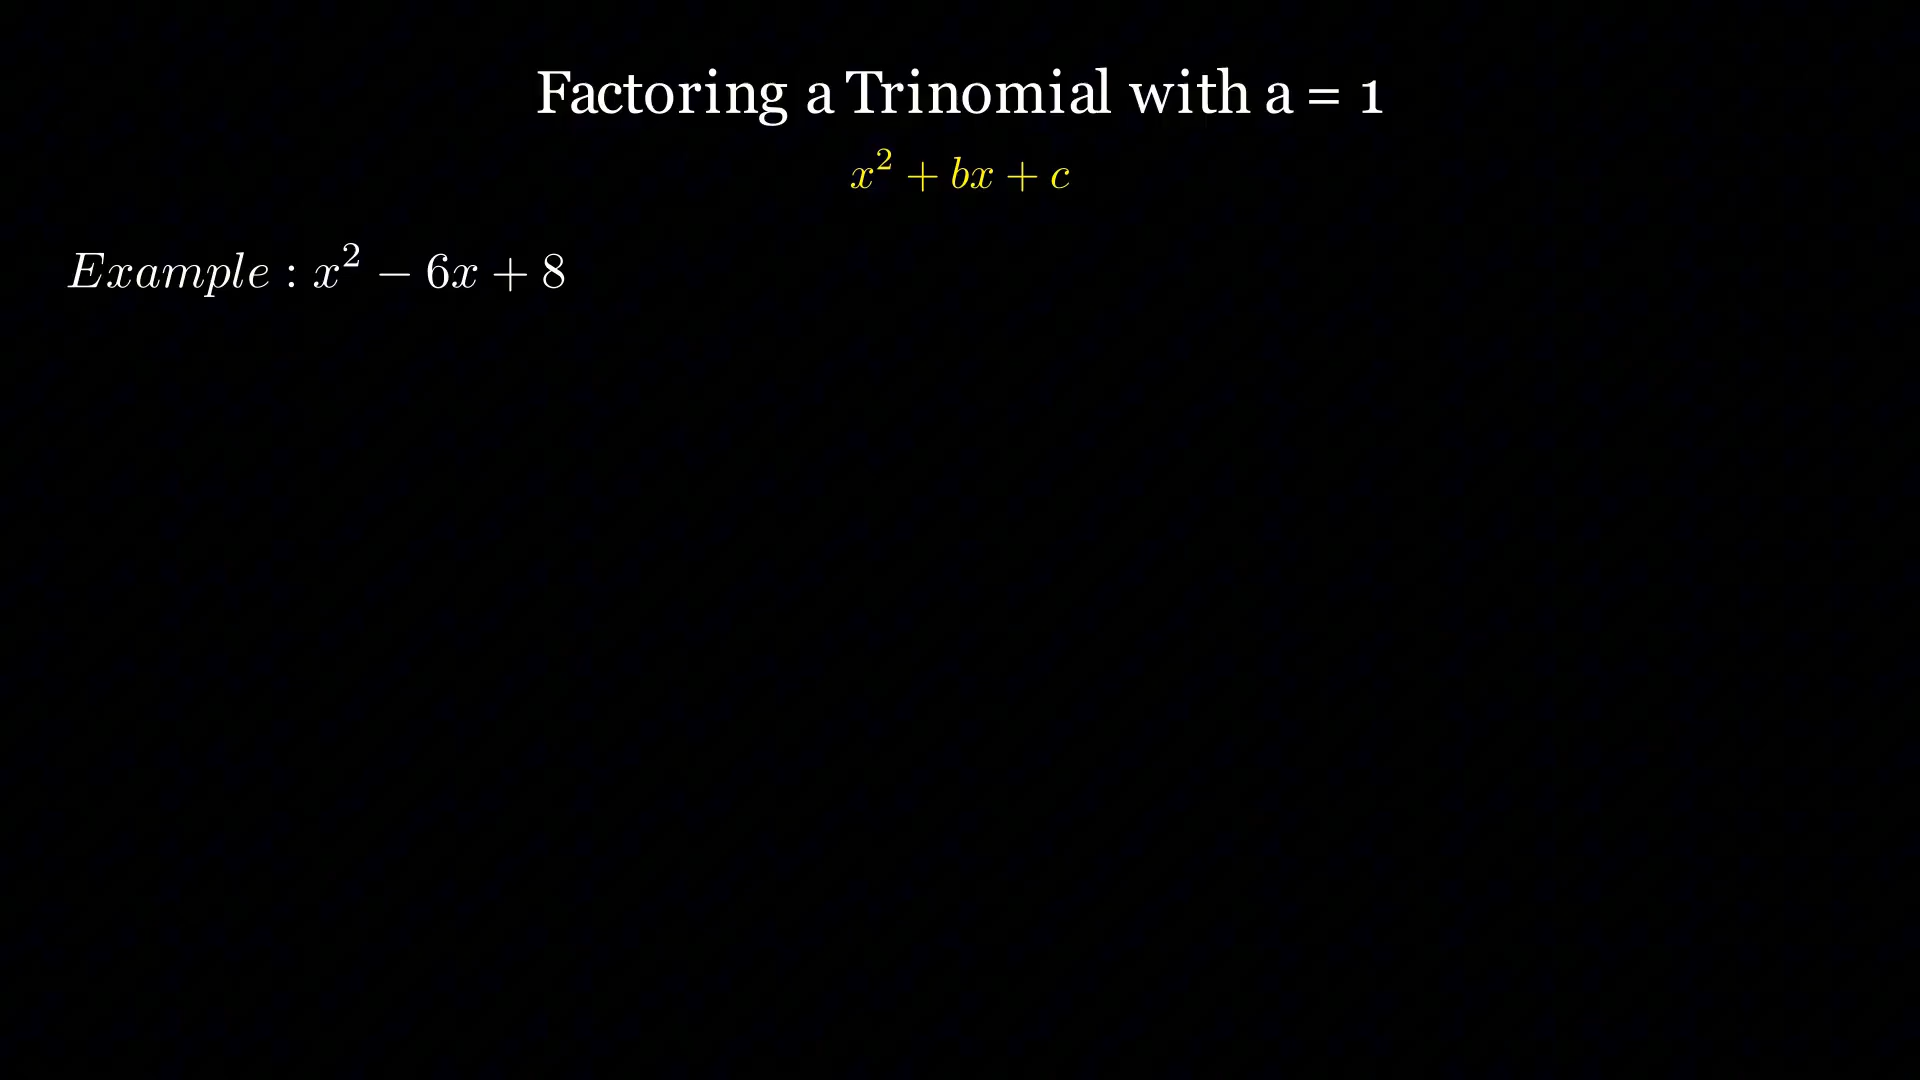 Factoring a Trinomial with a = 1
x² + bx + c
Example : x² − 6x + 8